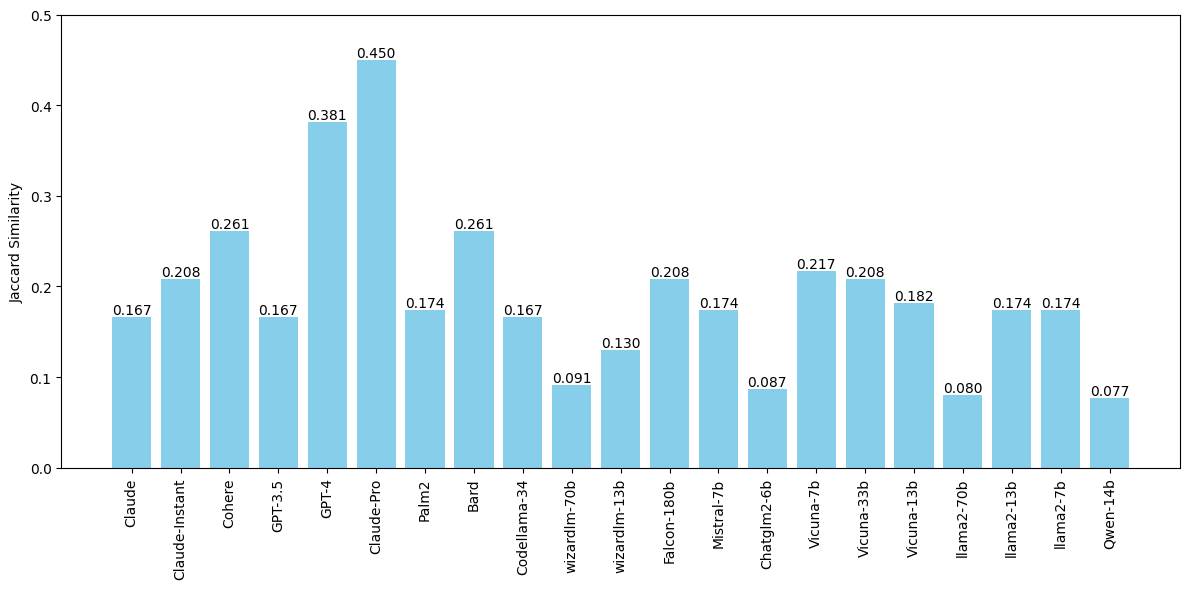 0.5
0.4
0.3
0.2
0.1
0.0
Jaccard Similarity
0.167
0.208
0.261
0.167
0.381
0.450
0.174
0.261
0.167
0.091
0.130
0.208
0.174
0.087
0.217
0.208
0.182
0.080
0.174
0.174
0.077
Claude
Claude-Instant
Cohere
GPT-3.5
GPT-4
Claude-Pro
Palm2
Bard
Codellama-34
wizardlm-70b
wizardlm-13b
Falcon-180b
Mistral-7b
Chatglm2-6b
Vicuna-7b
Vicuna-33b
Vicuna-13b
llama2-70b
llama2-13b
llama2-7b
Qwen-14b